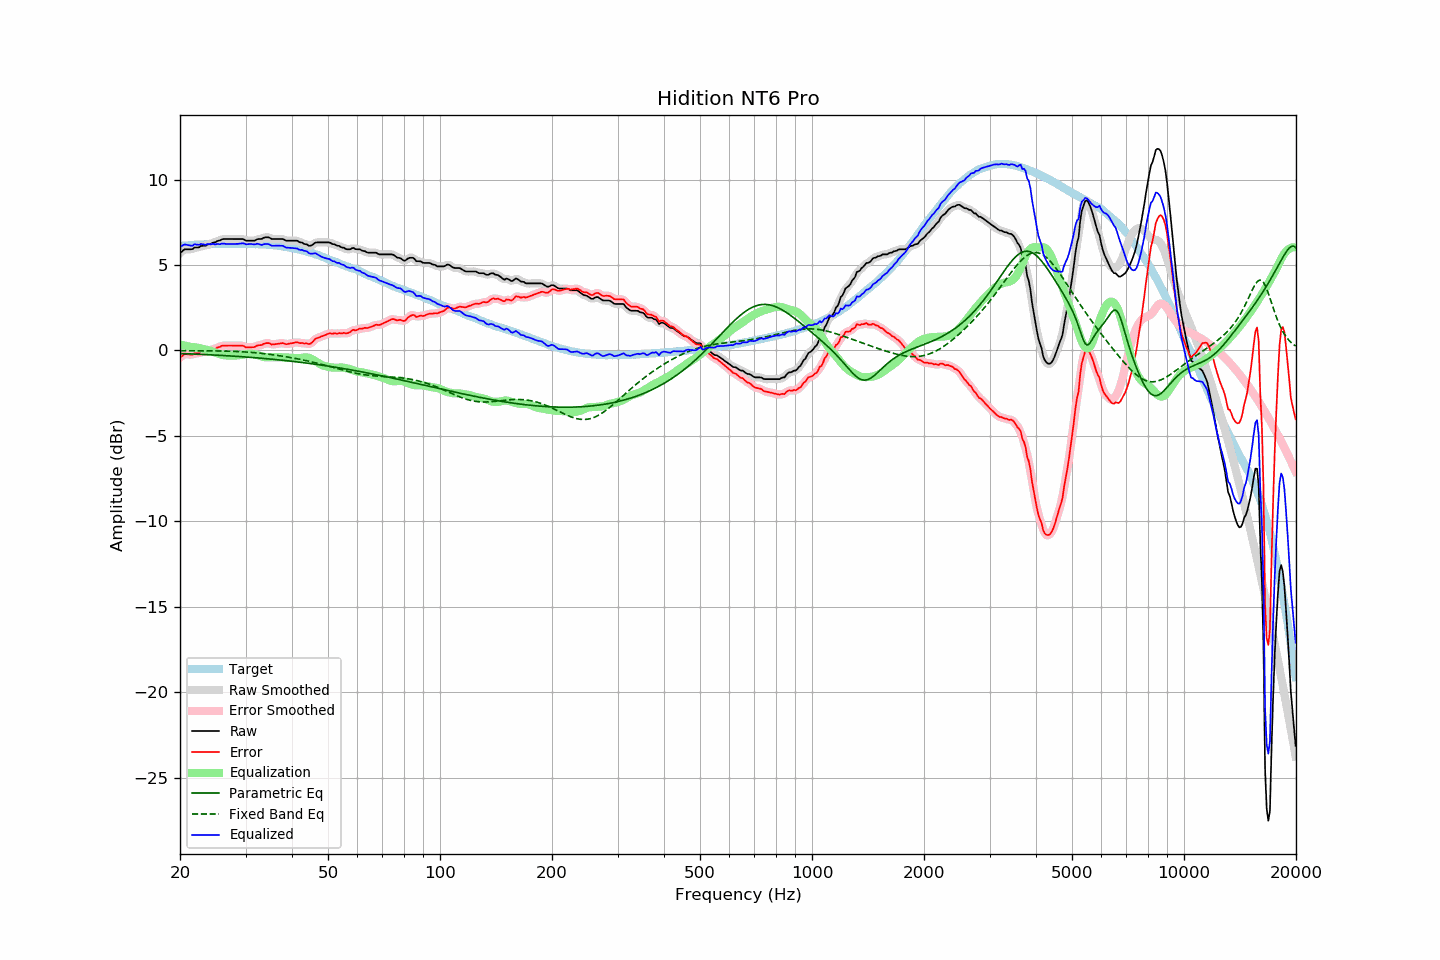 Hidition NT6 Pro
Amplitude (dBr)
10
5
0
−5
−10
−15
−20
−25
Target
Raw Smoothed
Error Smoothed
Raw
Error
Equalization
Parametric Eq
Fixed Band Eq
Equalized
20 50 100 200 500 1000 2000 5000 10000 20000
Frequency (Hz)